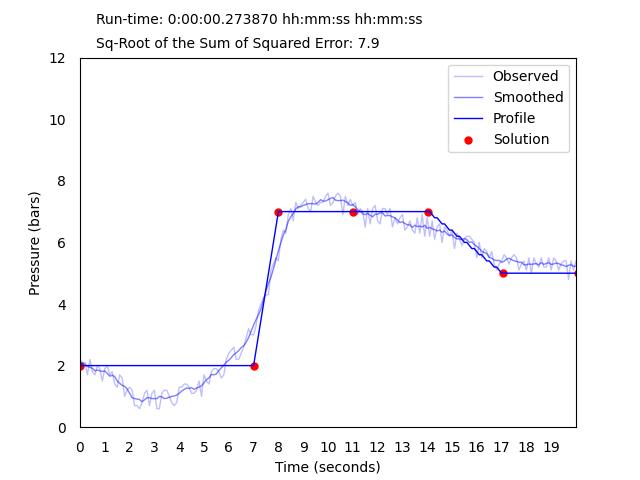 Run-time: 0:00:00.273870 hh:mm:ss hh:mm:ss
Sq-Root of the Sum of Squared Error: 7.9
12
10
8
6
4
2
0
Pressure (bars)
Observed
Smoothed
Profile
Solution
0 1 2 3 4 5 6 7 8 9 10 11 12 13 14 15 16 17 18 19
Time (seconds)